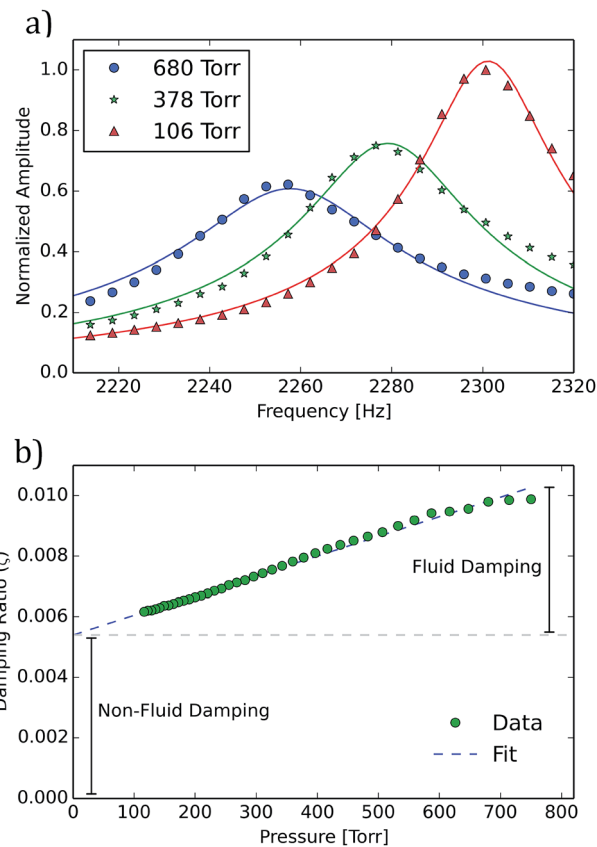 a)
680 Torr
378 Torr
106 Torr
Normalized Amplitude
1.0
0.8
0.6
0.4
0.2
0.0
2220 2240 2260 2280 2300 2320
Frequency [Hz]
b)
Damping Ratio (ζ)
0.010
0.008
0.006
0.004
0.002
0.000
Fluid Damping
Non-Fluid Damping
Data
Fit
0 100 200 300 400 500 600 700 800
Pressure [Torr]